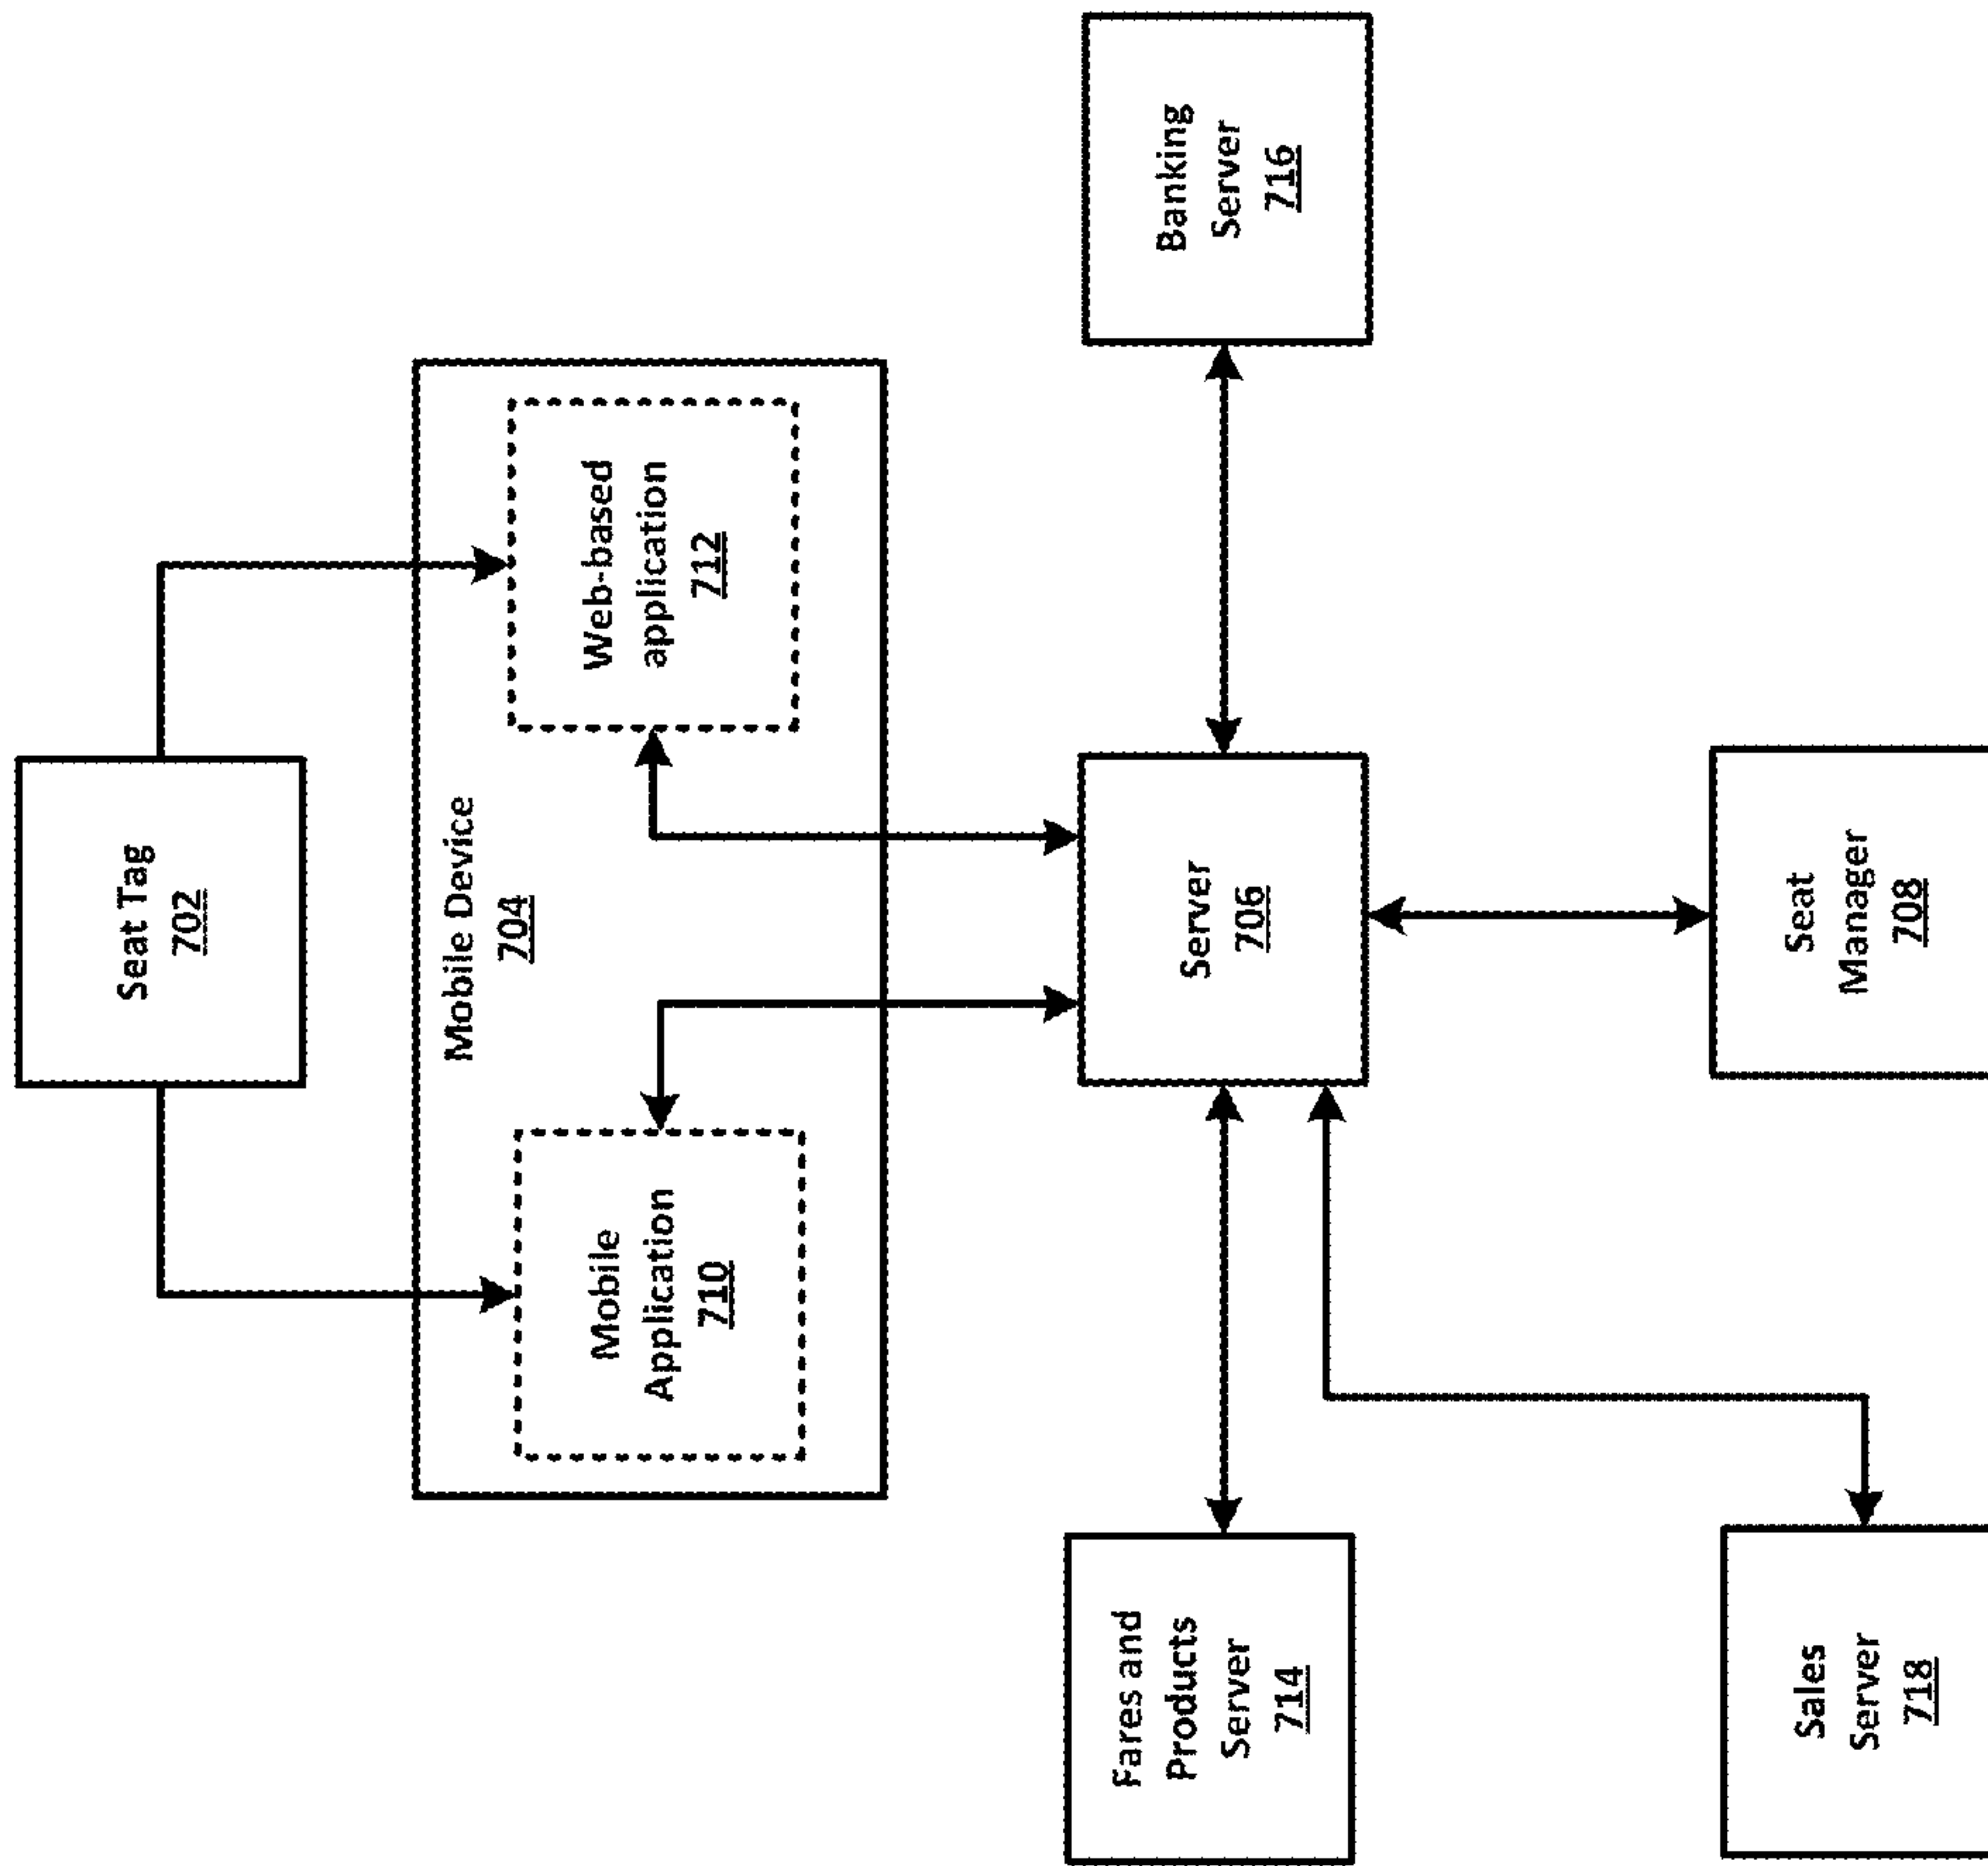 Seat Tag
702
Mobile Device
704
Mobile
Application
710
Web-based
application
712
Fares and
Products
Server
714
Server
706
Banking
Server
716
Sales
Server
718
Seat
Manager
708